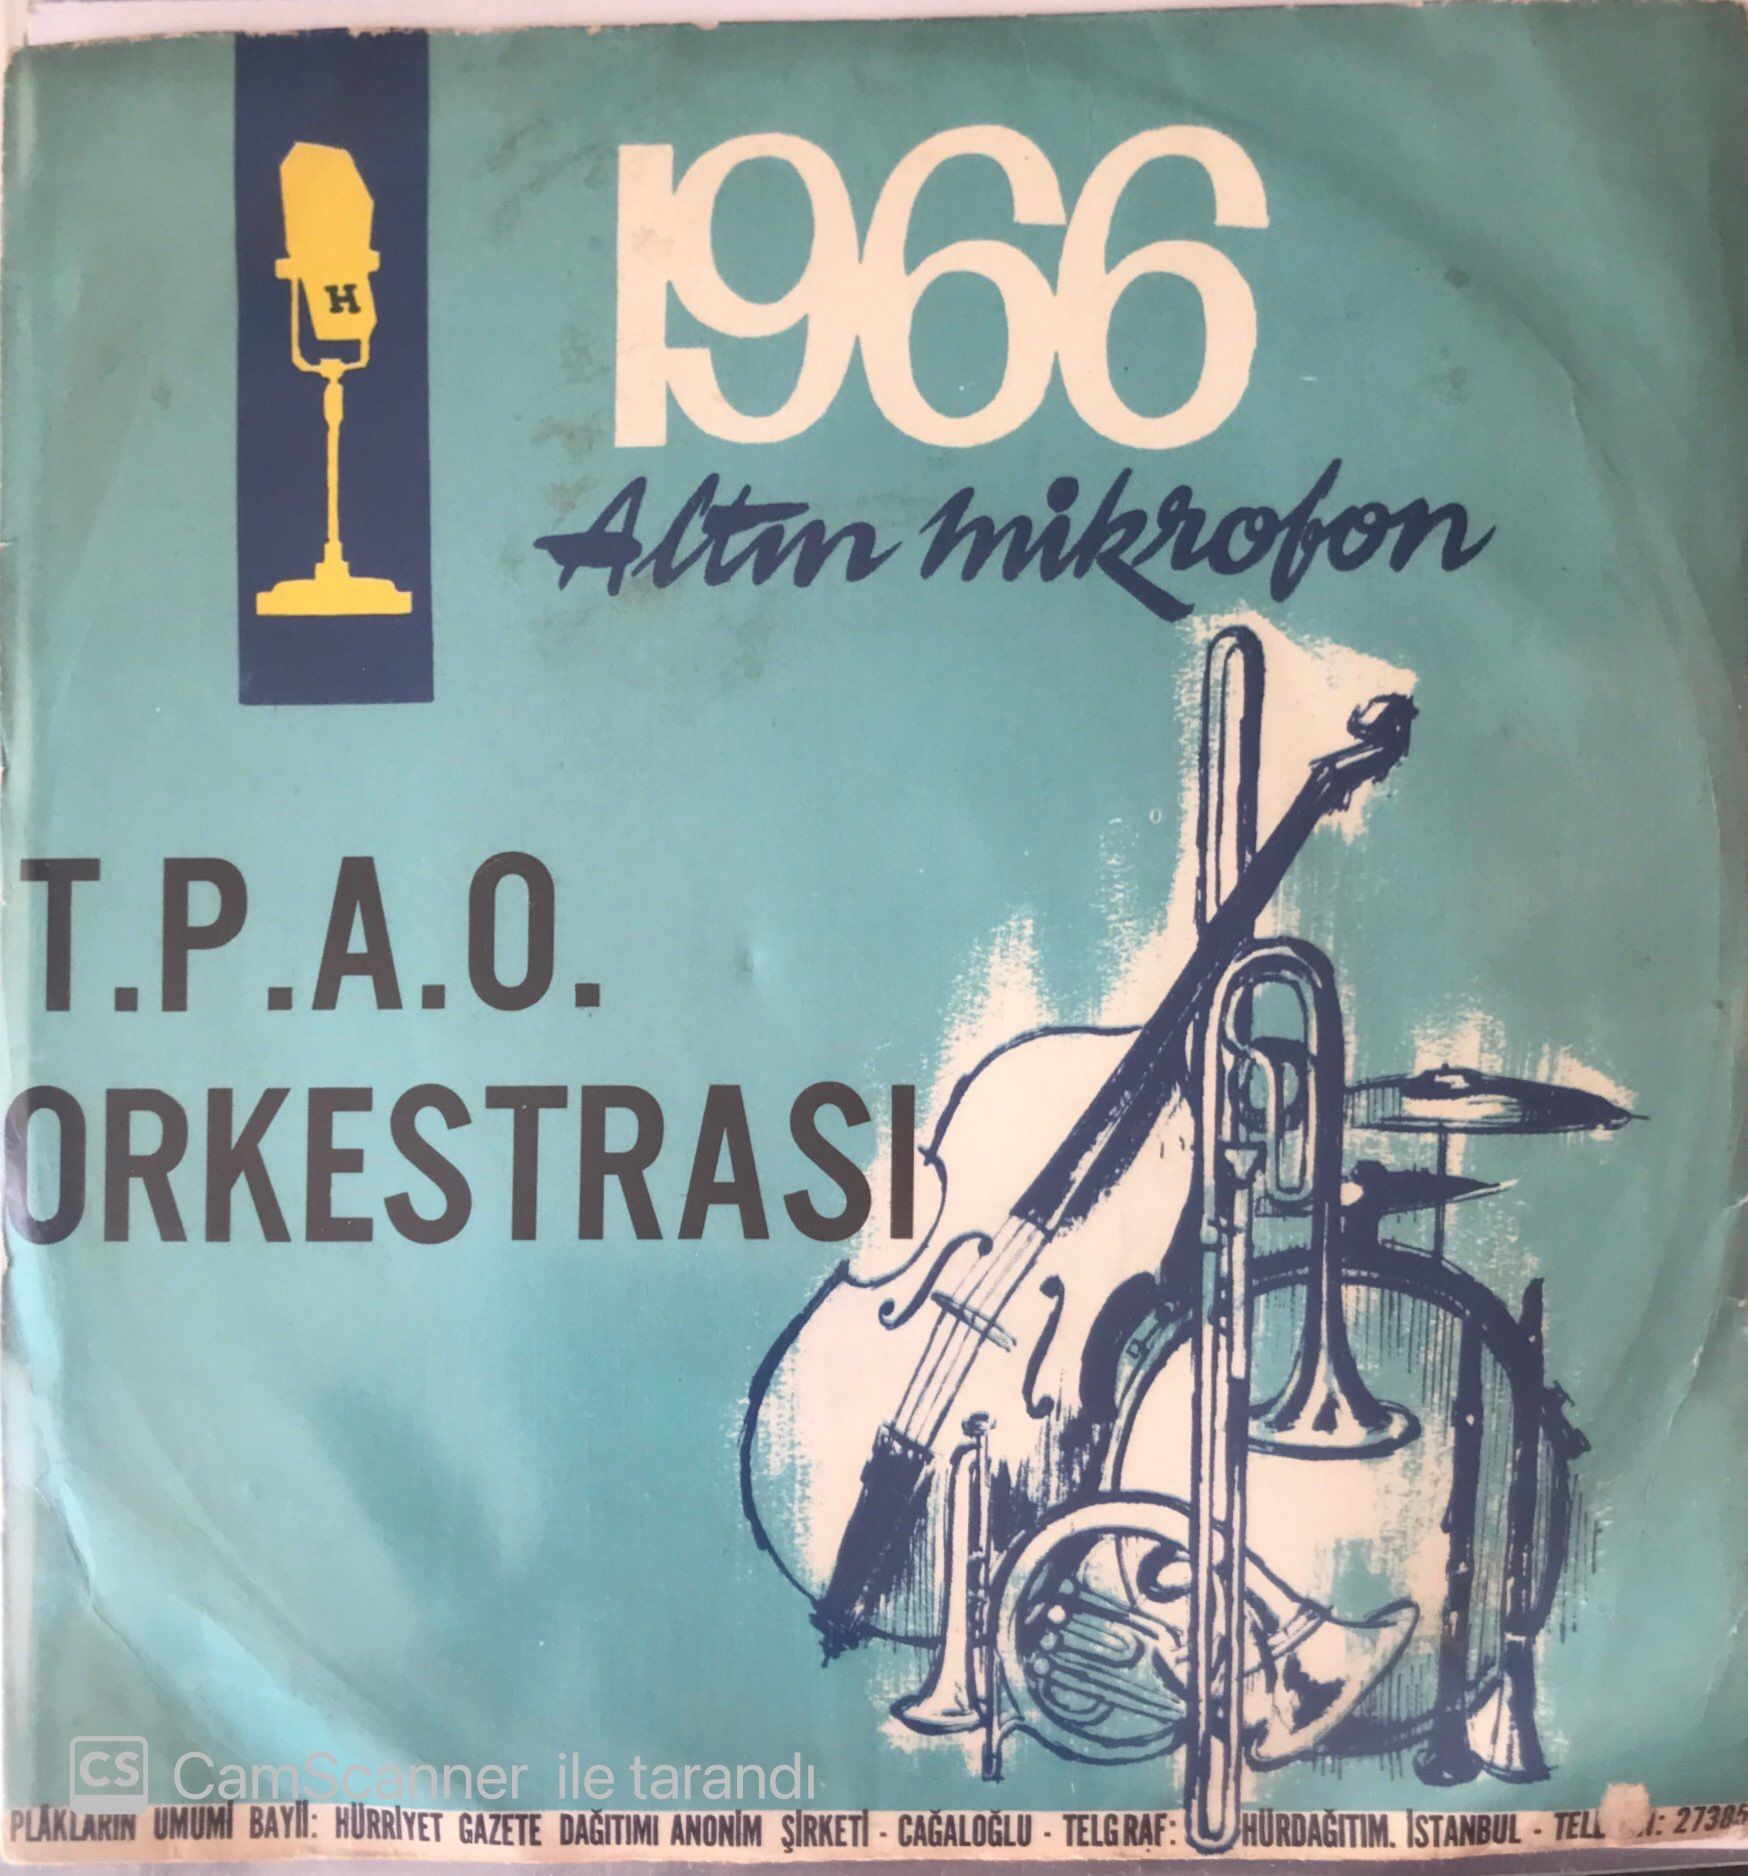 H
1966
Altın mikrofon
T.P.A.O.
ORKESTRASI
CS CamScanner ile tarandı
PLÂKLARIN UMUMİ BAYİİ: HÜRRİYET GAZETE DAĞITIMI ANONİM ŞİRKETİ - CAĞALOĞLU - TELGRAF: HÜRDAĞITIM. İSTANBUL -